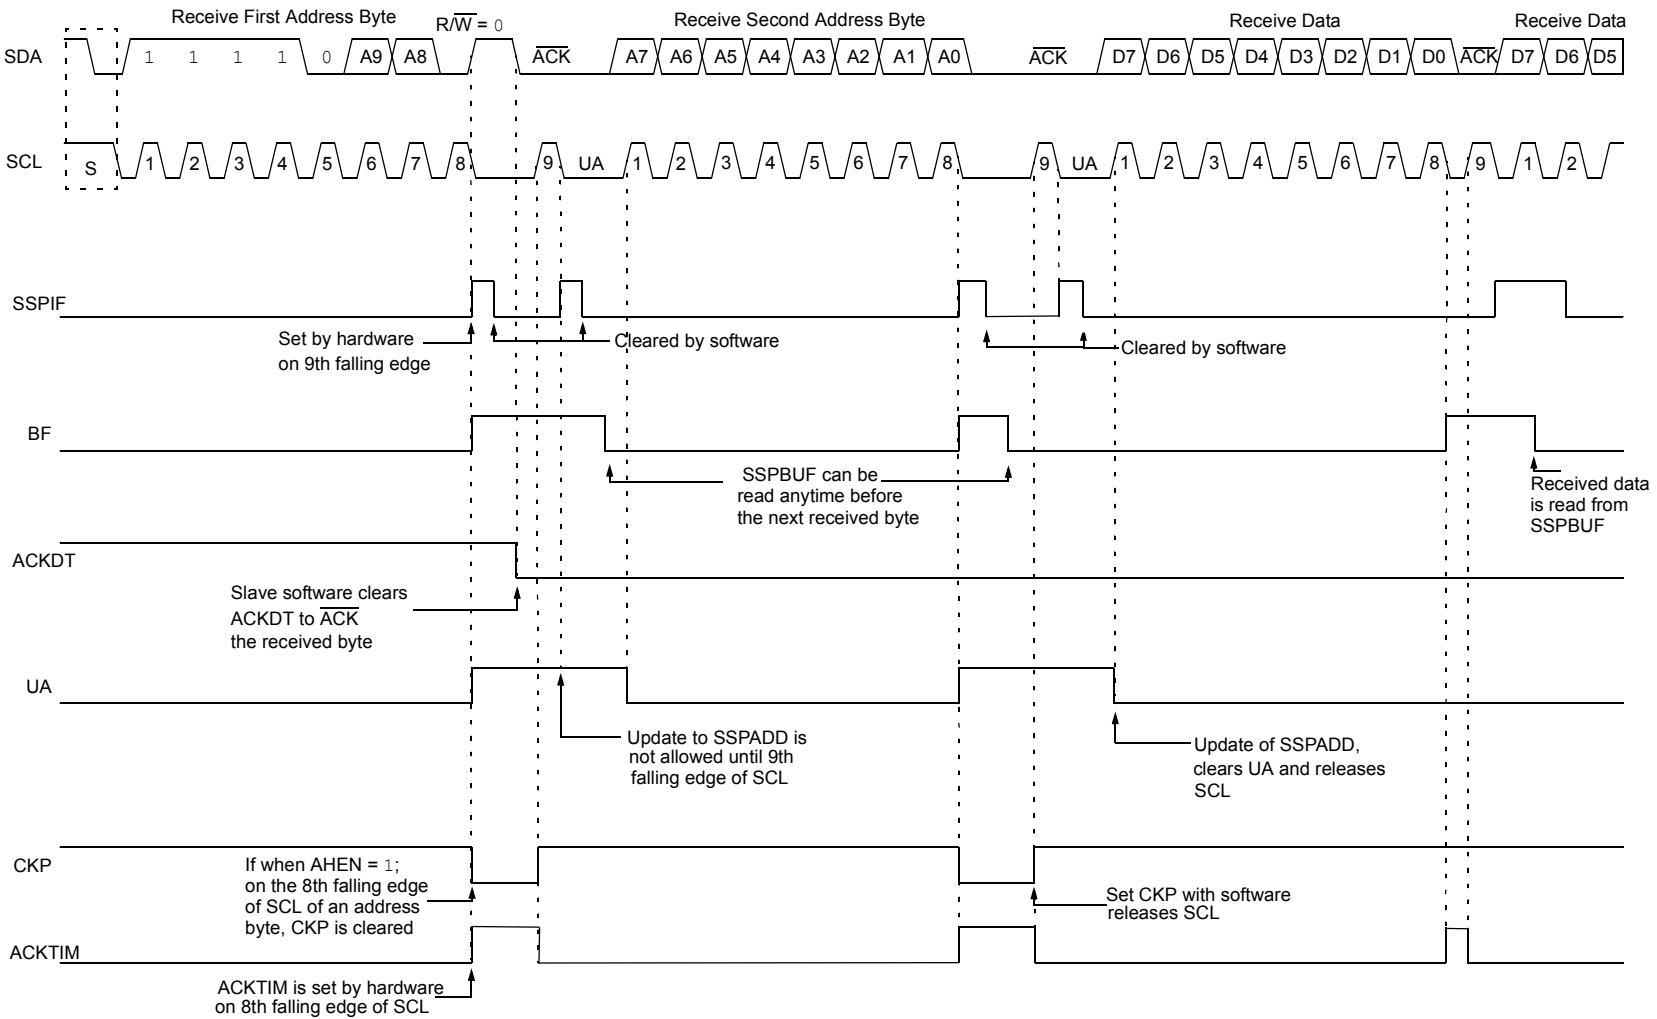 Receive First Address Byte
R/W = 0
Receive Second Address Byte
Receive Data
Receive Data
SDA
1 1 1 1 0 A9 A8
ACK
A7 A6 A5 A4 A3 A2 A1 A0
ACK
D7 D6 D5 D4 D3 D2 D1 D0
ACK
D7 D6 D5
SCL
S
1 2 3 4 5 6 7 8
9
UA
1 2 3 4 5 6 7 8
9
UA
1 2 3 4 5 6 7 8
9
1 2
SSPIF
Set by hardware
on 9th falling edge
Cleared by software
Cleared by software
BF
SSPBUF can be
read anytime before
the next received byte
Received data
is read from
SSPBUF
ACKDT
Slave software clears
ACKDT to ACK
the received byte
UA
Update to SSPADD is
not allowed until 9th
falling edge of SCL
Update of SSPADD,
clears UA and releases
SCL
CKP
If when AHEN = 1;
on the 8th falling edge
of SCL of an address
byte, CKP is cleared
Set CKP with software
releases SCL
ACKTIM
ACKTIM is set by hardware
on 8th falling edge of SCL